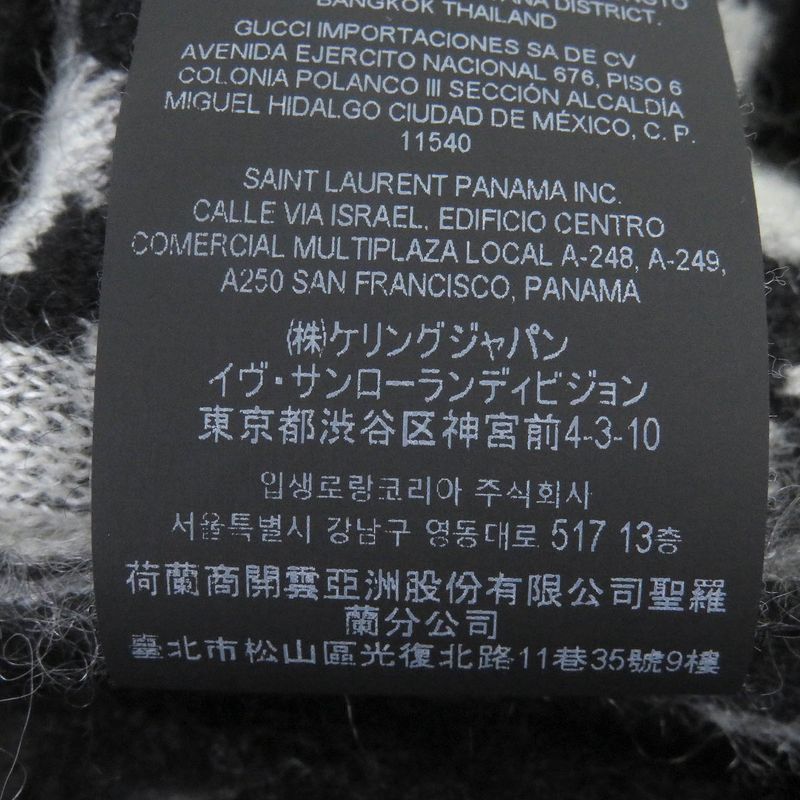 ANA DISTRICT.
BANGKOK THAILAND
GUCCI IMPORTACIONES SA DE CV
AVENIDA EJERCITO NACIONAL 676, PISO 6
COLONIA POLANCO III SECCIÓN ALCALDÍA
MIGUEL HIDALGO CIUDAD DE MÉXICO, C. P.
11540
SAINT LAURENT PANAMA INC.
CALLE VIA ISRAEL, EDIFICIO CENTRO
COMERCIAL MULTIPLAZA LOCAL A-248, A-249,
A250 SAN FRANCISCO, PANAMA
(株)ケリングジャパン
イヴ・サンローランディビジョン
東京都渋谷区神宮前4-3-10
입생로랑코리아 주식회사
서울특별시 강남구 영동대로 517 13층
荷蘭商開雲亞洲股份有限公司聖羅
蘭分公司
臺北市松山區光復北路11巷35號9樓